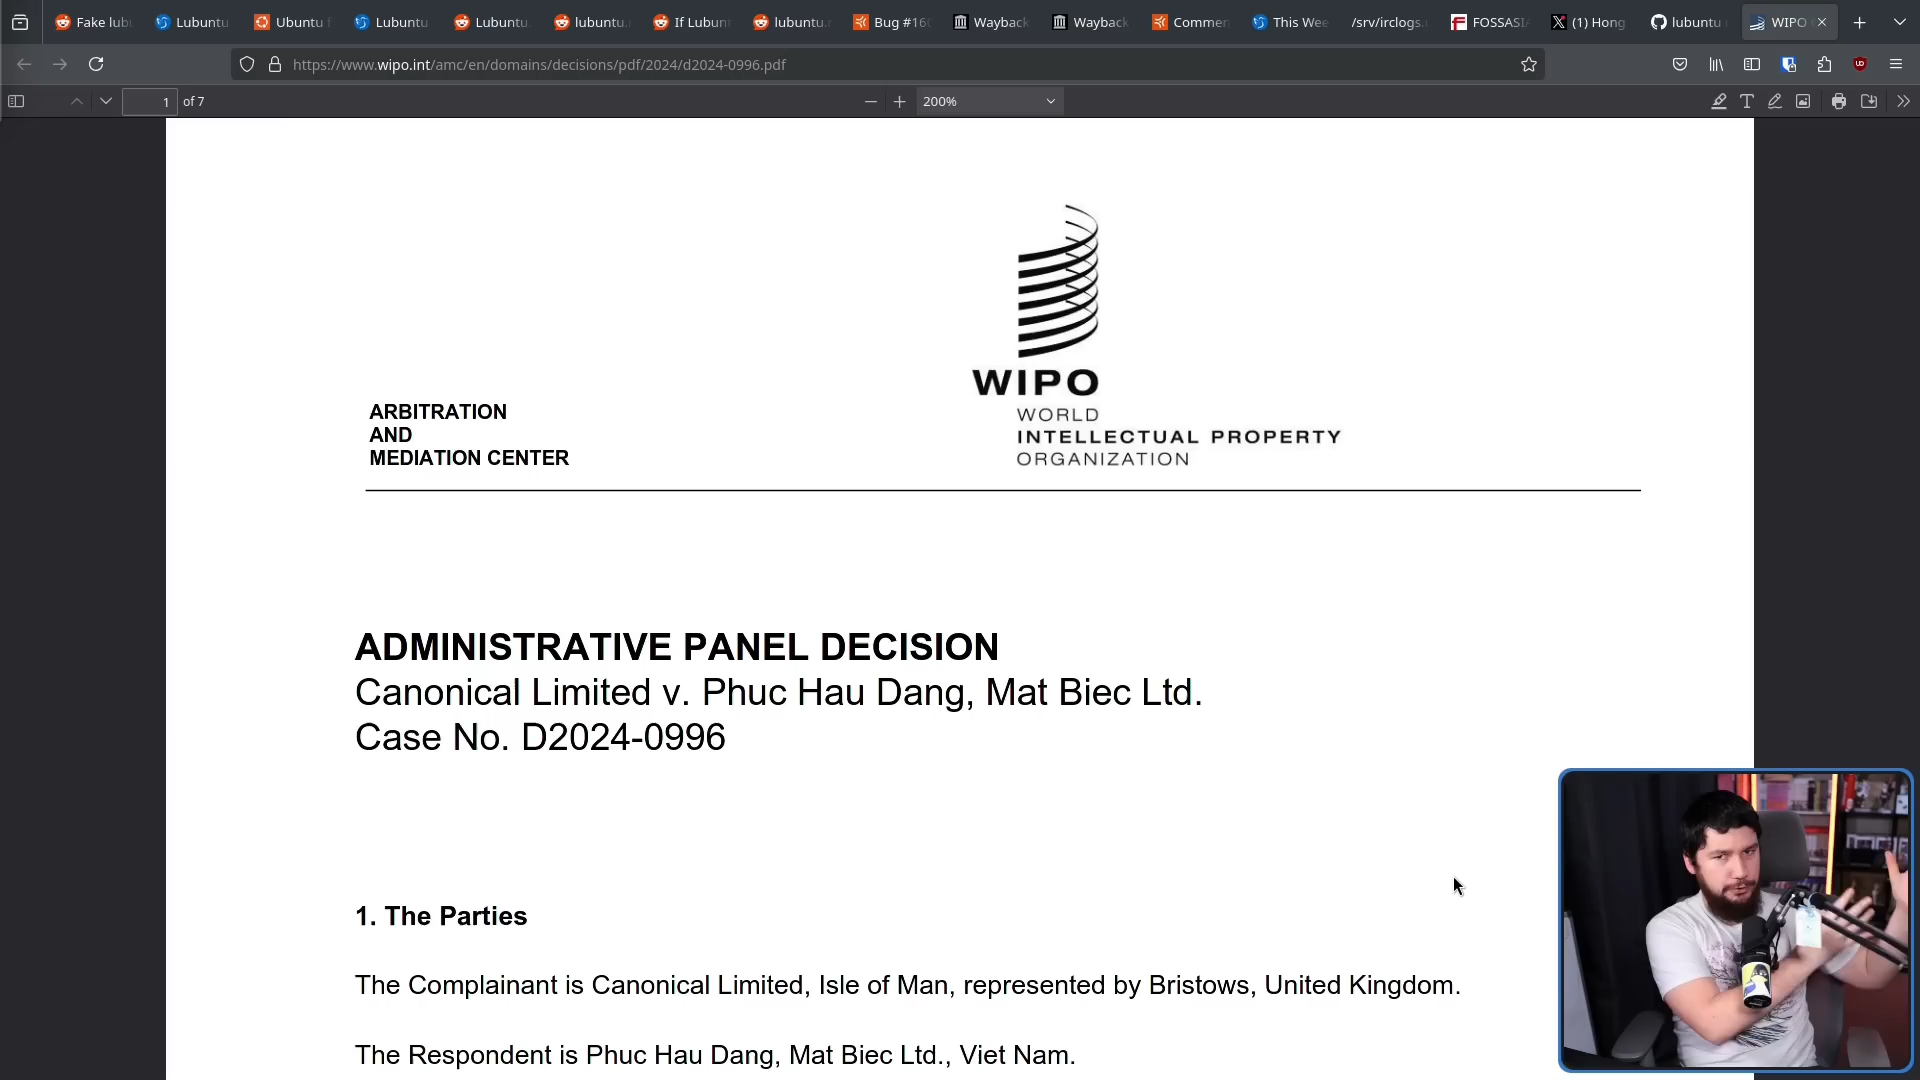 Fake lub
Lubuntu
Ubuntu f
Lubuntu
Lubuntu
lubuntu.
If Lubun
lubuntu.
Bug #16
Wayback
Wayback
Commen
This Wee
/srv/irclogs.
FOSSASI
(1) Hong
lubuntu
WIPO
https://www.wipo.int/amc/en/domains/decisions/pdf/2024/d2024-0996.pdf
1 of 7
200%
WIPO
WORLD
INTELLECTUAL PROPERTY
ORGANIZATION
ARBITRATION
AND
MEDIATION CENTER
ADMINISTRATIVE PANEL DECISION
Canonical Limited v. Phuc Hau Dang, Mat Biec Ltd.
Case No. D2024-0996
1. The Parties
The Complainant is Canonical Limited, Isle of Man, represented by Bristows, United Kingdom.
The Respondent is Phuc Hau Dang, Mat Biec Ltd., Viet Nam.